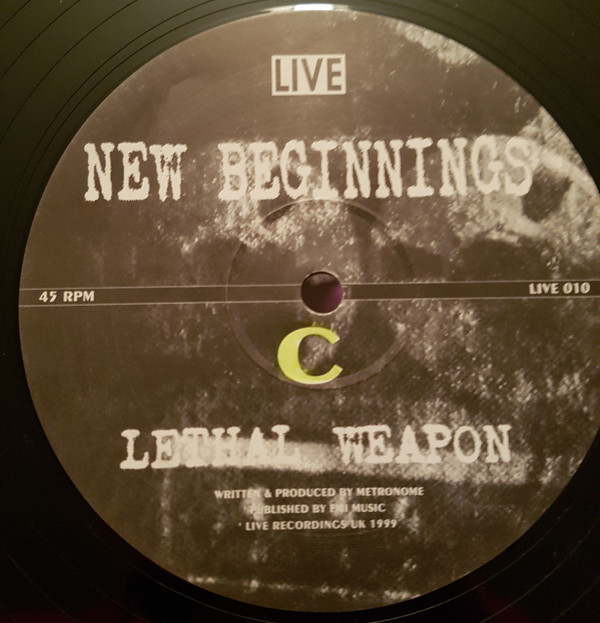 LIVE
NEW BEGINNINGS
45 RPM
LIVE 010
C
LETHAL WEAPON
WRITTEN & PRODUCED BY METRONOME
PUBLISHED BY EMI MUSIC
LIVE RECORDINGS UK 1999